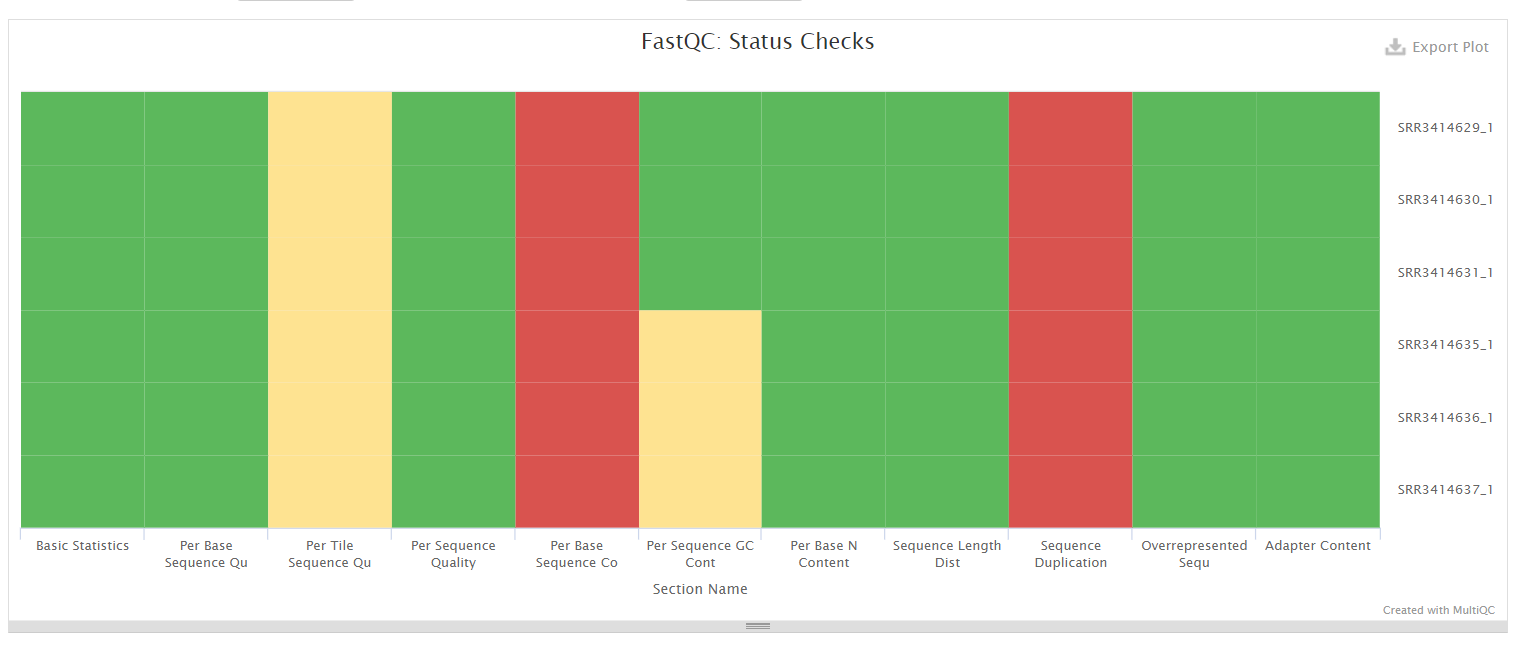 FastQC: Status Checks
Export Plot
SRR3414629_1
SRR3414630_1
SRR3414631_1
SRR3414635_1
SRR3414636_1
SRR3414637_1
Basic Statistics
Per Base
Sequence Qu
Per Tile
Sequence Qu
Per Sequence
Quality
Per Base
Sequence Co
Per Sequence GC
Cont
Per Base N
Content
Sequence Length
Dist
Sequence
Duplication
Overrepresented
Sequ
Adapter Content
Section Name
Created with MultiQC